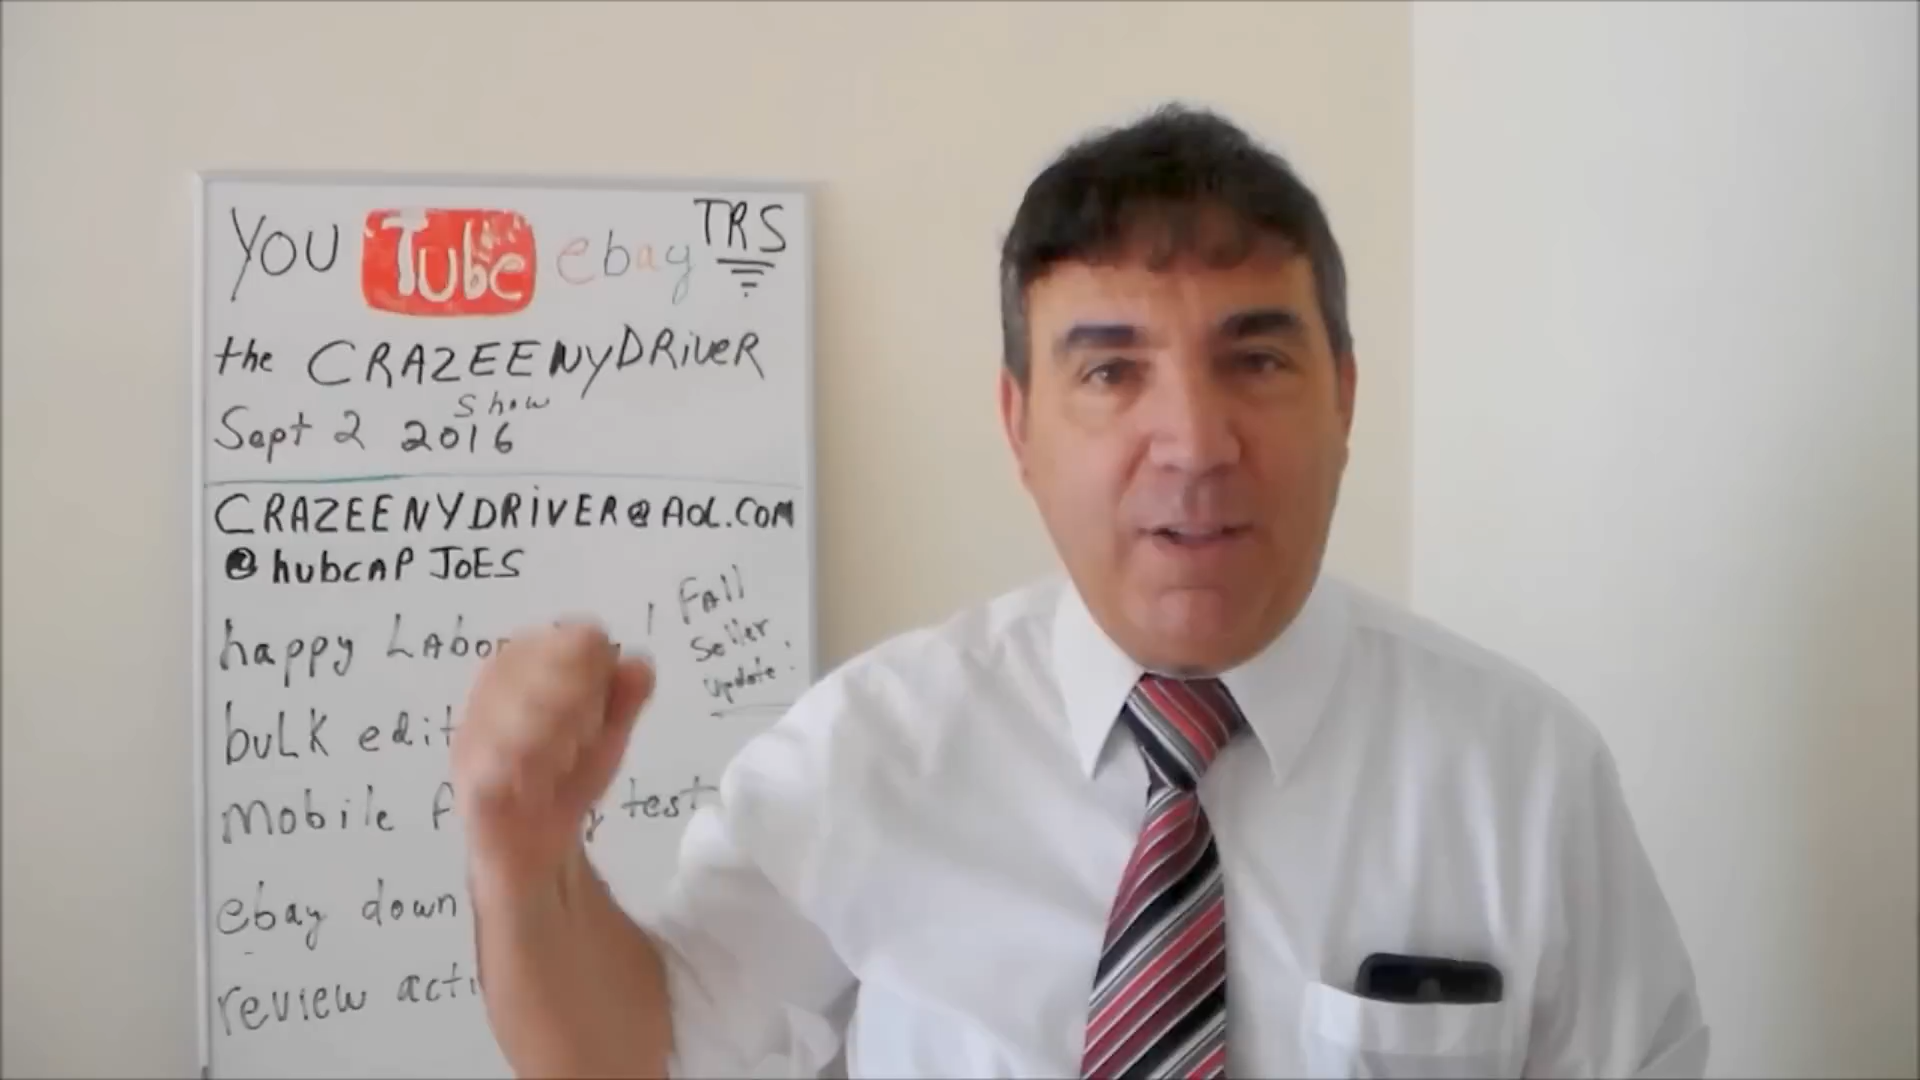 YOU Tube ebay TRS
the CRAZEENYDRiveR
Show
Sept 2 2016
CRAZEENYDRIVER@AOL.COM
@hubcAP JoES
happy LAbor
FAll
Seller
update:
buLK edit
Mobile test
ebay down
review acti